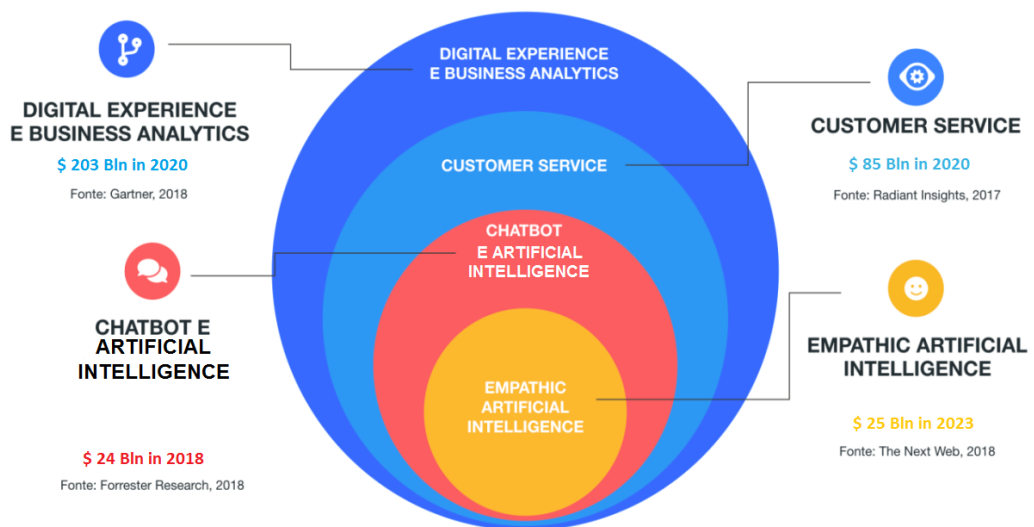 DIGITAL EXPERIENCE
E BUSINESS ANALYTICS
$ 203 Bln in 2020
Fonte: Gartner, 2018
CHATBOT E
ARTIFICIAL
INTELLIGENCE
$ 24 Bln in 2018
Fonte: Forrester Research, 2018
DIGITAL EXPERIENCE
E BUSINESS ANALYTICS
CUSTOMER SERVICE
CHATBOT
E ARTIFICIAL
INTELLIGENCE
EMPATHIC
ARTIFICIAL
INTELLIGENCE
CUSTOMER SERVICE
$ 85 Bln in 2020
Fonte: Radiant Insights, 2017
EMPATHIC ARTIFICIAL
INTELLIGENCE
$ 25 Bln in 2023
Fonte: The Next Web, 2018